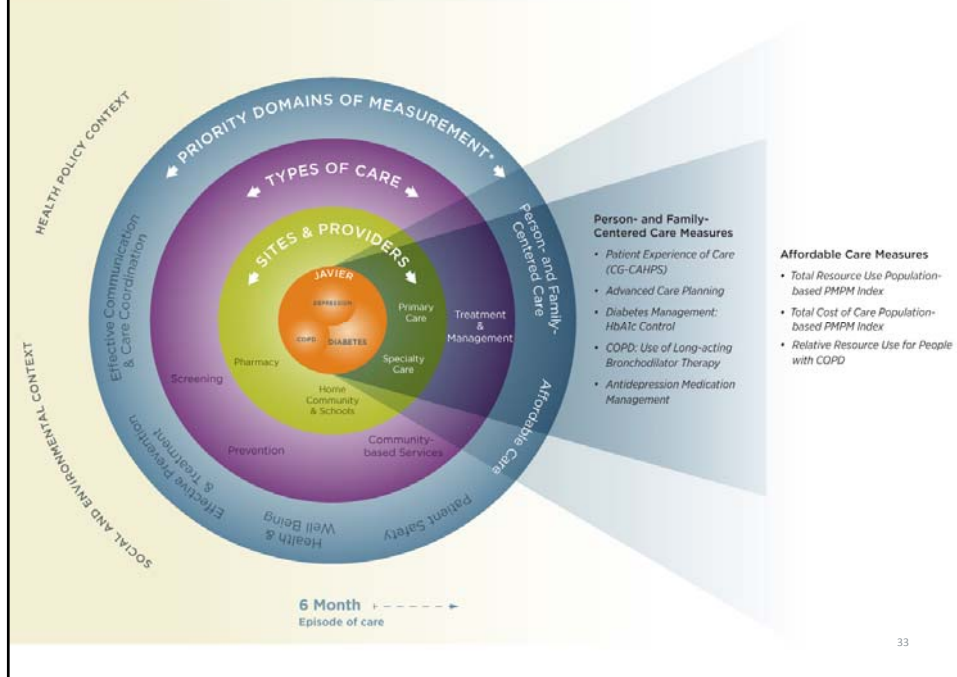 HEALTH POLICY CONTEXT
SOCIAL AND ENVIRONMENTAL CONTEXT
PRIORITY DOMAINS OF MEASUREMENT*
TYPES OF CARE
SITES & PROVIDERS
JAVIER
DEPRESSION
COPD
DIABETES
Primary
Care
Specialty
Care
Home
Community
& Schools
Pharmacy
Treatment
&
Management
Community-
based Services
Prevention
Screening
Person- and Family-
Centered Care
Affordable Care
Patient Safety
Health &
Well Being
Effective Prevention
& Treatment
Effective Communication
& Care Coordination
Person- and Family-
Centered Care Measures
• Patient Experience of Care
(CG-CAHPS)
• Advanced Care Planning
• Diabetes Management:
HbA1c Control
• COPD: Use of Long-acting
Bronchodilator Therapy
• Antidepression Medication
Management
Affordable Care Measures
• Total Resource Use Population-
based PMPM Index
• Total Cost of Care Population-
based PMPM Index
• Relative Resource Use for People
with COPD
6 Month
Episode of care
33